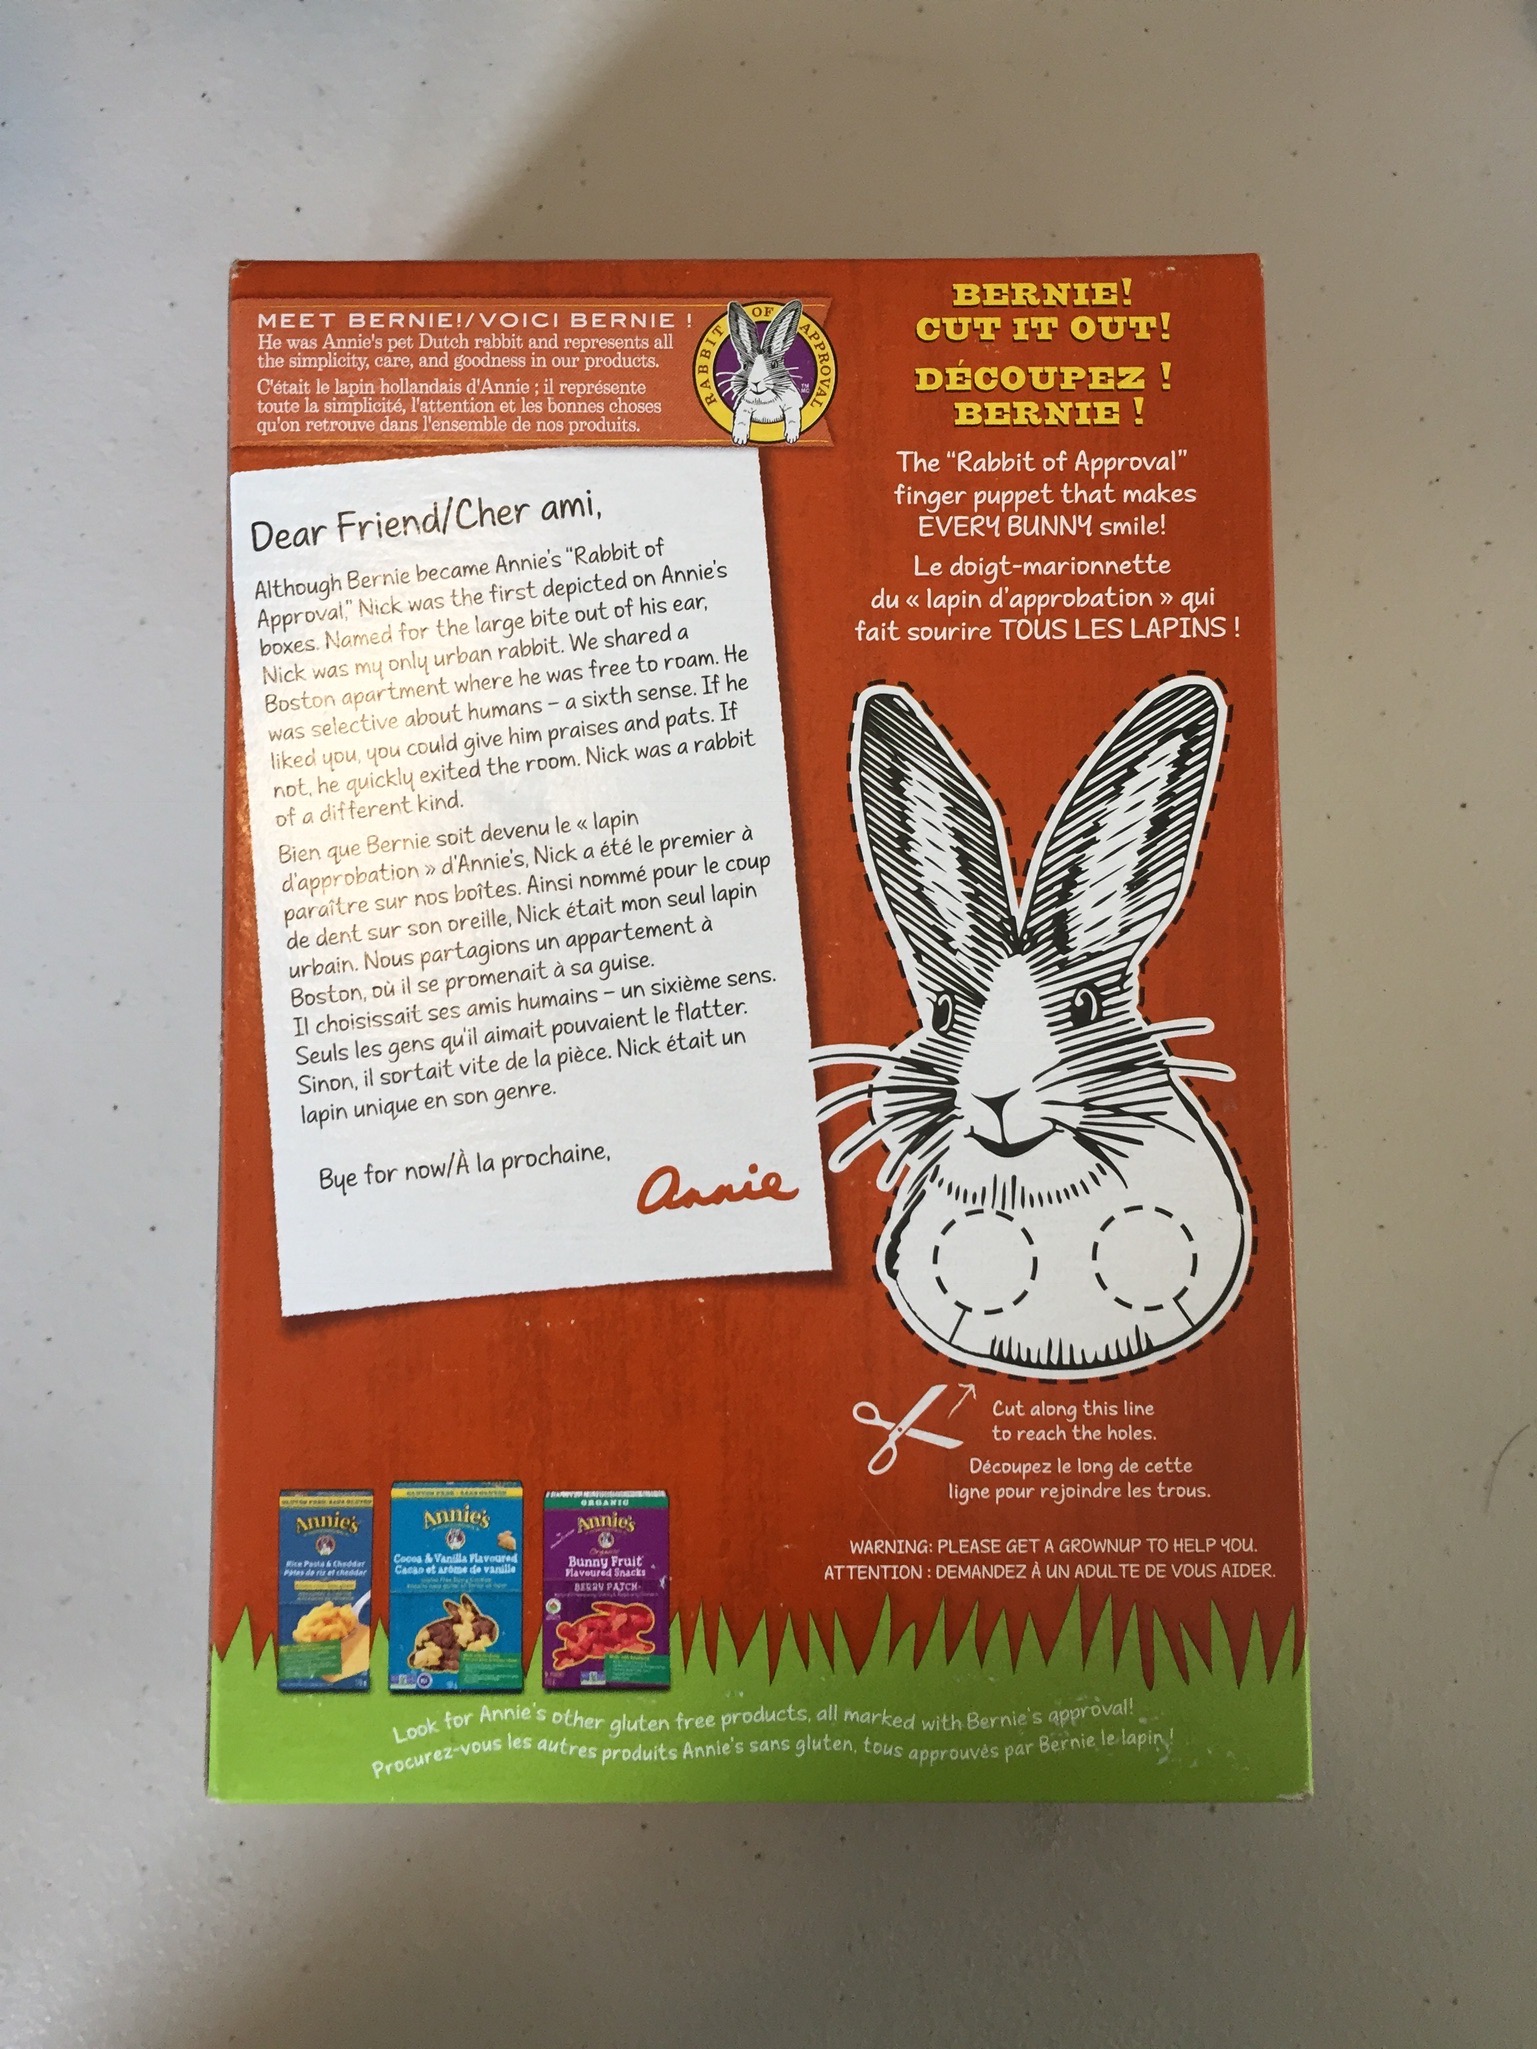 MEET BERNIE!/VOICI BERNIE !
He was Annie's pet Dutch rabbit and represents all
the simplicity, care, and goodness in our products.
C'était le lapin hollandais d'Annie ; il représente
toute la simplicité, l'attention et les bonnes choses
qu'on retrouve dans l'ensemble de nos produits.
RABBIT OF APPROVAL
Dear Friend/Cher ami,
Although Bernie became Annie's "Rabbit of
Approval," Nick was the first depicted on Annie's
boxes. Named for the large bite out of his ear,
Nick was my only urban rabbit. We shared a
Boston apartment where he was free to roam. He
was selective about humans – a sixth sense. If he
liked you, you could give him praises and pats. If
not, he quickly exited the room. Nick was a rabbit
of a different kind.
Bien que Bernie soit devenu le « lapin
d'approbation » d'Annie's, Nick a été le premier à
paraître sur nos boîtes. Ainsi nommé pour le coup
de dent sur son oreille, Nick était mon seul lapin
urbain. Nous partagions un appartement à
Boston, où il se promenait à sa guise.
Il choisissait ses amis humains – un sixième sens.
Seuls les gens qu'il aimait pouvaient le flatter.
Sinon, il sortait vite de la pièce. Nick était un
lapin unique en son genre.
Bye for now/À la prochaine,
Annie
BERNIE!
CUT IT OUT!
DÉCOUPEZ !
BERNIE !
The "Rabbit of Approval"
finger puppet that makes
EVERY BUNNY smile!
Le doigt-marionnette
du « lapin d'approbation » qui
fait sourire TOUS LES LAPINS !
Cut along this line
to reach the holes.
Découpez le long de cette
ligne pour rejoindre les trous.
WARNING: PLEASE GET A GROWNUP TO HELP YOU.
ATTENTION : DEMANDEZ À UN ADULTE DE VOUS AIDER.
GLUTEN FREE • SANS GLUTEN
Annie's
Rice Pasta & Cheddar
Pâtes de riz et cheddar
GLUTEN FREE • SANS GLUTEN
Annie's
Cocoa & Vanilla Flavoured
Cacao et arôme de vanille
ORGANIC
Annie's
Organic
Bunny Fruit
Flavoured Snacks
BERRY PATCH
Look for Annie's other gluten free products, all marked with Bernie's approval!
Procurez-vous les autres produits Annie's sans gluten, tous approuvés par Bernie le lapin !